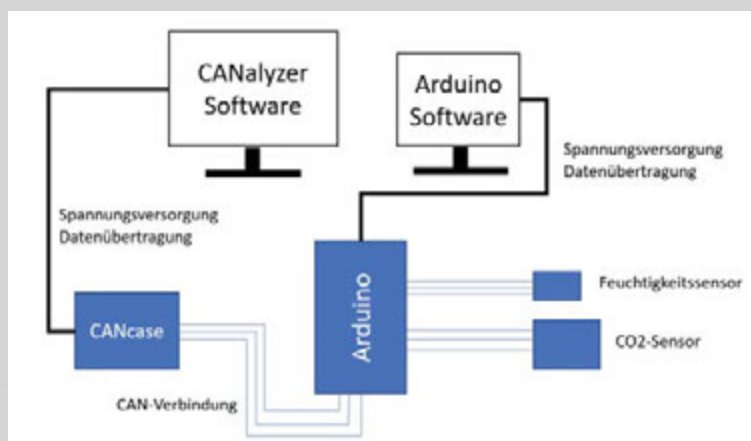 CANalyzer
Software
Arduino
Software
Spannungsversorgung
Datenübertragung
Spannungsversorgung
Datenübertragung
Arduino
Feuchtigkeitssensor
CANcase
CO2-Sensor
CAN-Verbindung